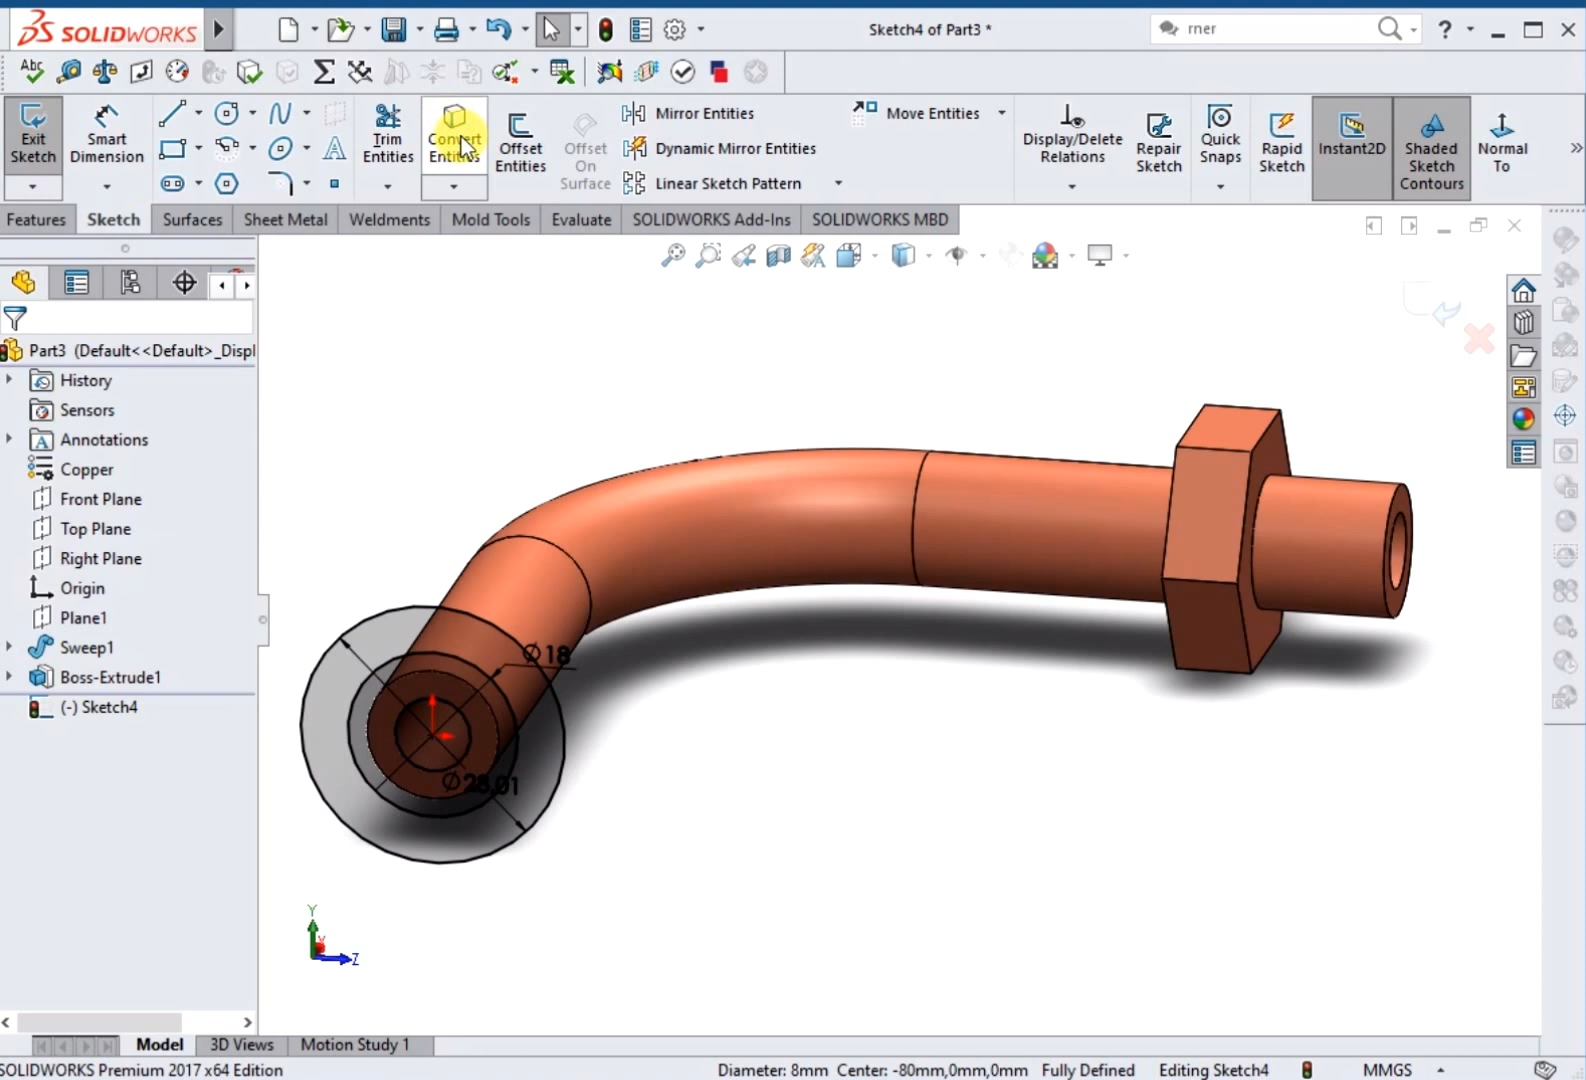 SOLIDWORKS
Sketch4 of Part3 *
rner
?
Abc
Exit Sketch
Smart Dimension
Trim Entities
Convert Entities
Offset Entities
Offset On Surface
Mirror Entities
Dynamic Mirror Entities
Linear Sketch Pattern
Move Entities
Display/Delete Relations
Repair Sketch
Quick Snaps
Rapid Sketch
Instant2D
Shaded Sketch Contours
Normal To
Features
Sketch
Surfaces
Sheet Metal
Weldments
Mold Tools
Evaluate
SOLIDWORKS Add-Ins
SOLIDWORKS MBD
Part3 (Default<<Default>_Displ
History
Sensors
Annotations
Copper
Front Plane
Top Plane
Right Plane
Origin
Plane1
Sweep1
Boss-Extrude1
(-) Sketch4
Ø18
Ø28,01
Y
Z
Model
3D Views
Motion Study 1
SOLIDWORKS Premium 2017 x64 Edition
Diameter: 8mm Center: -80mm,0mm,0mm
Fully Defined
Editing Sketch4
MMGS